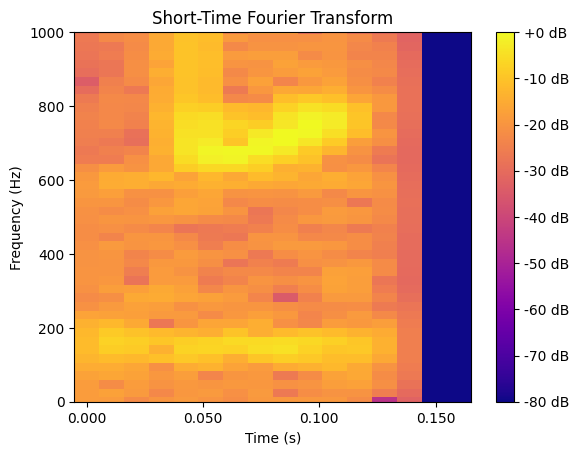 Short-Time Fourier Transform
1000
800
600
400
200
0
Frequency (Hz)
0.000
0.050
0.100
0.150
Time (s)
+0 dB
-10 dB
-20 dB
-30 dB
-40 dB
-50 dB
-60 dB
-70 dB
-80 dB